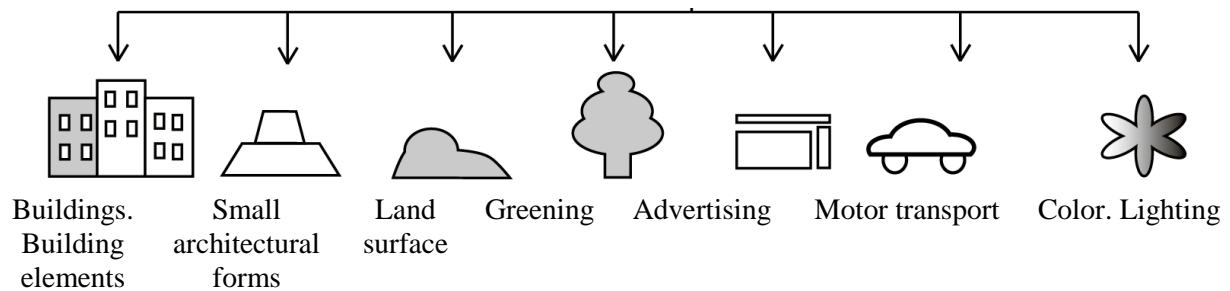 Buildings.
Building
elements
Small
architectural
forms
Land
surface
Greening
Advertising
Motor transport
Color. Lighting